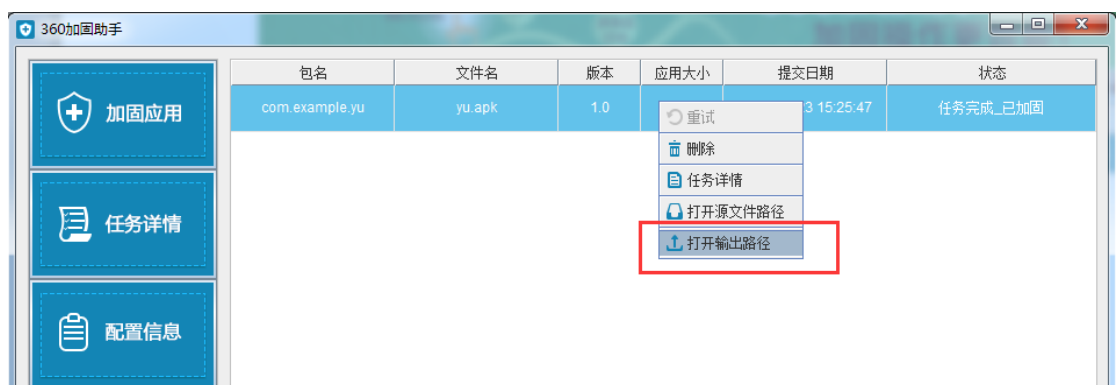 360加固助手
包名 文件名 版本 应用大小 提交日期 状态
加固应用
com.example.yu yu.apk 1.0 3 15:25:47 任务完成_已加固
重试
删除
任务详情
打开源文件路径
打开输出路径
任务详情
配置信息